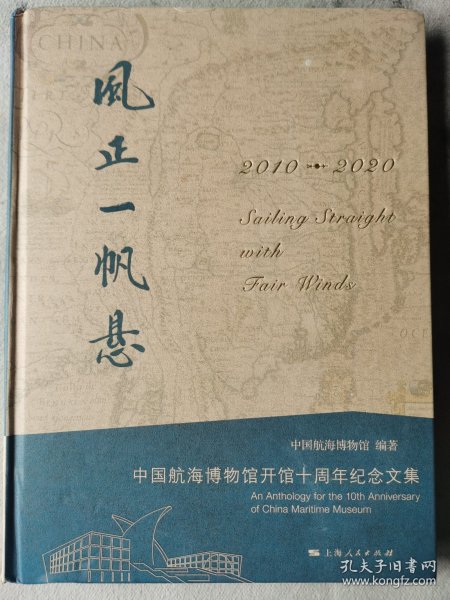 CHINA
風正一帆悬
2010 2020
Sailing Straight
with
Fair Winds
中国航海博物馆 编著
中国航海博物馆开馆十周年纪念文集
An Anthology for the 10th Anniversary
of China Maritime Museum
上海人民出版社
孔夫子旧书网
www.kongfz.com